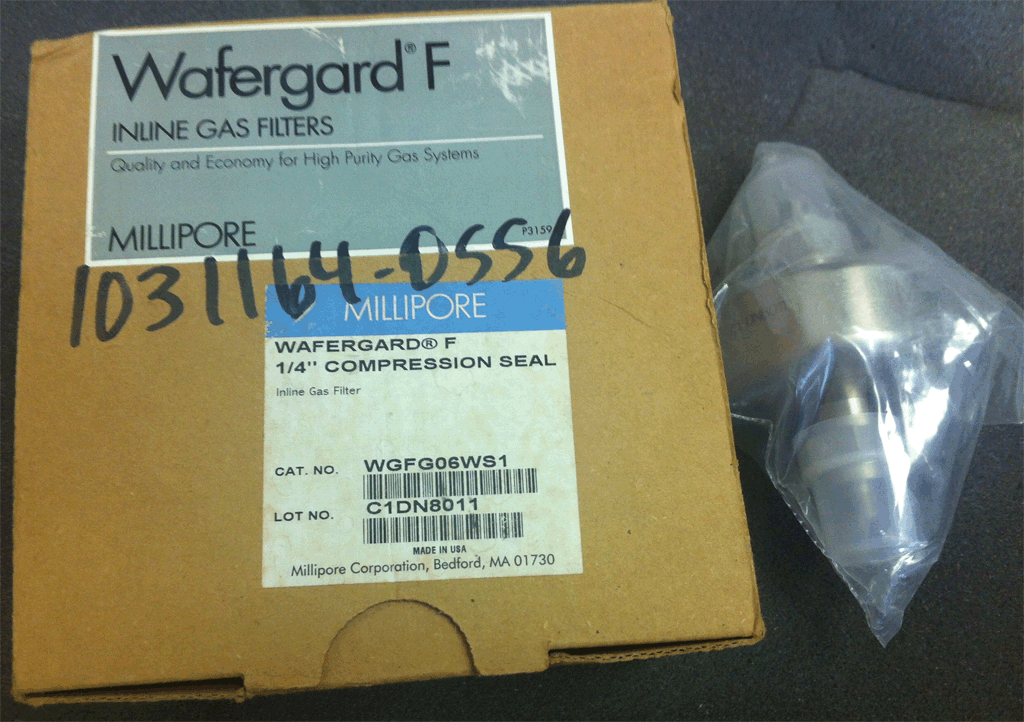 Wafergard® F
INLINE GAS FILTERS
Quality and Economy for High Purity Gas Systems
MILLIPORE
P3159
1031164-0556
MILLIPORE
WAFERGARD® F
1/4" COMPRESSION SEAL
Inline Gas Filter
CAT. NO. WGFG06WS1
LOT NO. C1DN8011
MADE IN USA
Millipore Corporation, Bedford, MA 01730